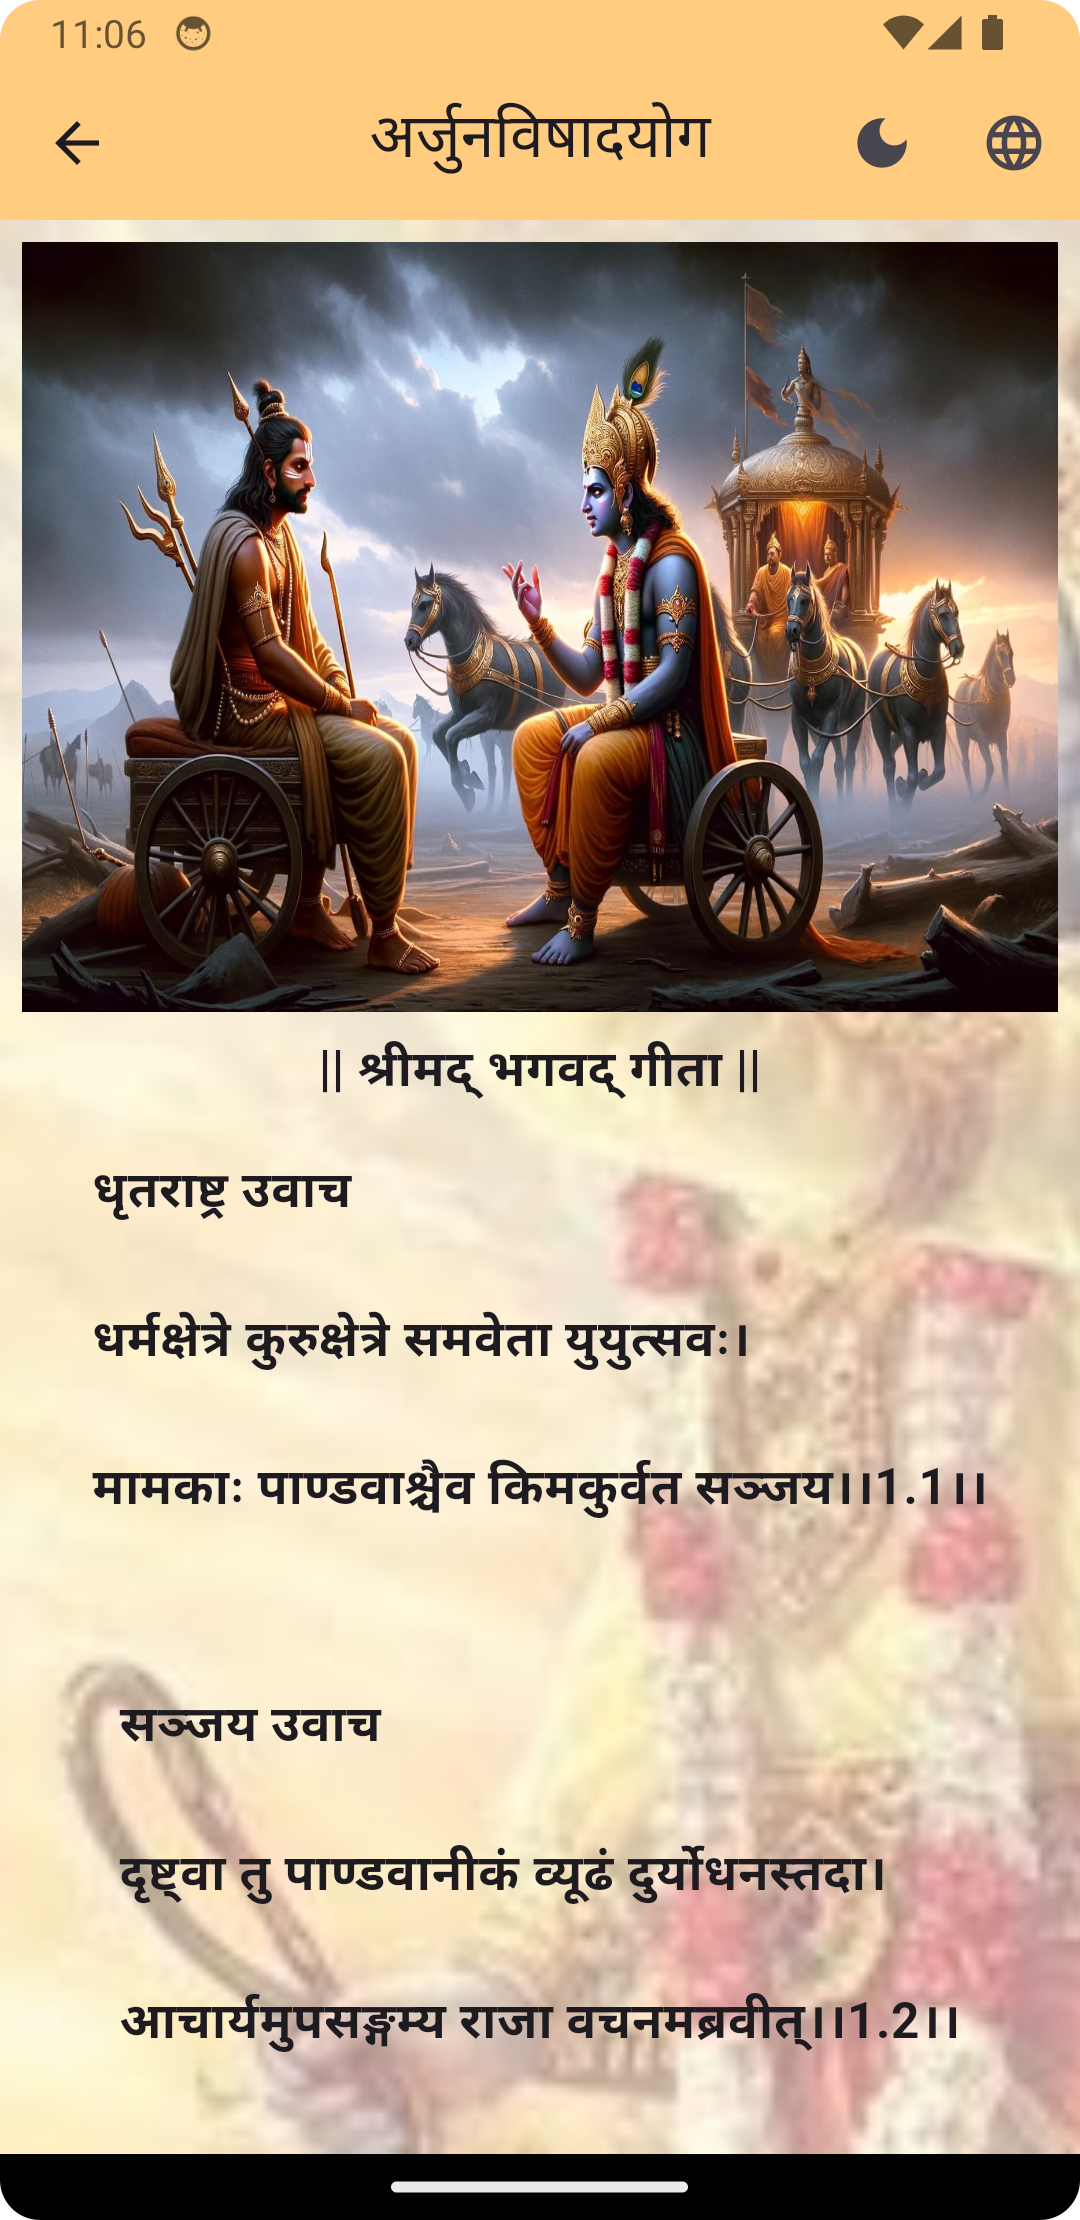 11:06
अर्जुनविषादयोग
|| श्रीमद् भगवद् गीता ||
धृतराष्ट्र उवाच
धर्मक्षेत्रे कुरुक्षेत्रे समवेता युयुत्सवः।
मामकाः पाण्डवाश्चैव किमकुर्वत सञ्जय।।1.1।।
सञ्जय उवाच
दृष्ट्वा तु पाण्डवानीकं व्यूढं दुर्योधनस्तदा।
आचार्यमुपसङ्गम्य राजा वचनमब्रवीत्।।1.2।।